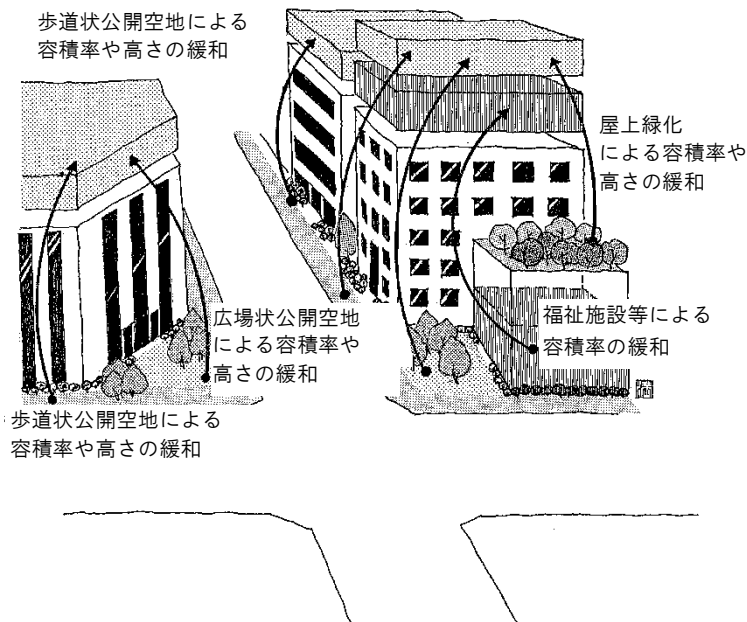 歩道状公開空地による
容積率や高さの緩和
屋上緑化
による容積率や
高さの緩和
広場状公開空地
による容積率や
高さの緩和
福祉施設等による
容積率の緩和
歩道状公開空地による
容積率や高さの緩和